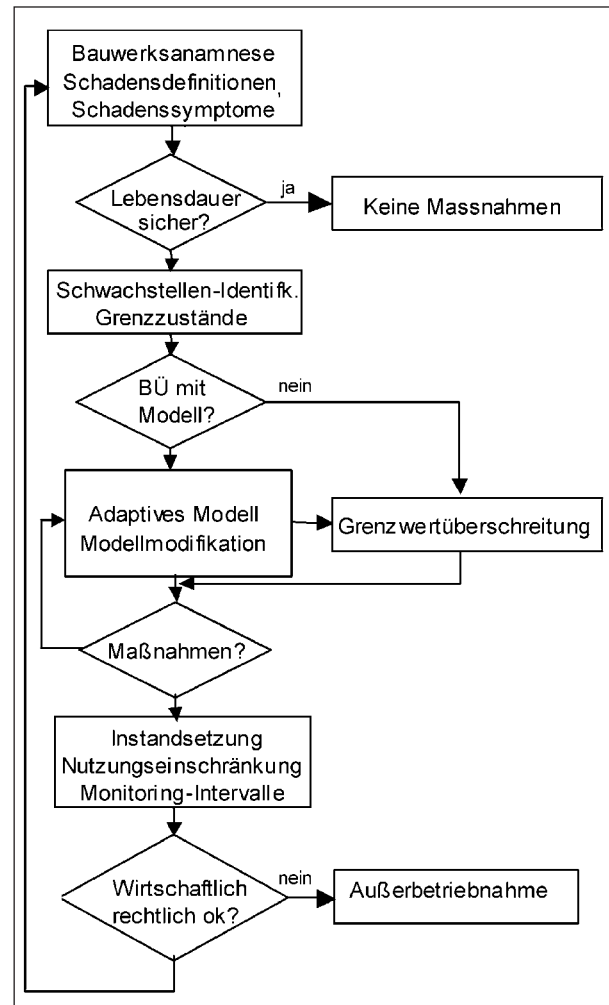 Bauwerksanamnese
Schadensdefinitionen,
Schadenssymptome
Lebensdauer
sicher?
ja
Keine Massnahmen
Schwachstellen-Identifk.
Grenzzustände
BÜ mit
Modell?
nein
Adaptives Modell
Modellmodifikation
Grenzwertüberschreitung
Maßnahmen?
Instandsetzung
Nutzungseinschränkung
Monitoring-Intervalle
Wirtschaftlich
rechtlich ok?
nein
Außerbetriebnahme